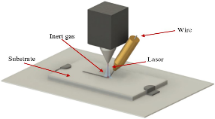 Inert gas
Wire
Substrate
Laser